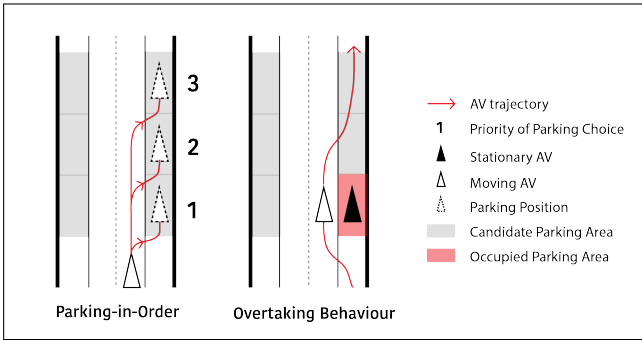 3
2
1
Parking-in-Order
Overtaking Behaviour
AV trajectory
1 Priority of Parking Choice
Stationary AV
Moving AV
Parking Position
Candidate Parking Area
Occupied Parking Area